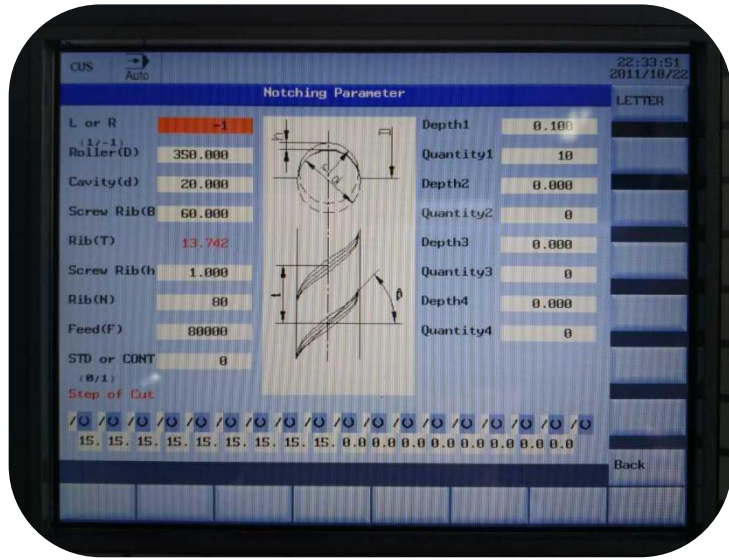 CUS
Auto
22:33:51
2011/10/22
Notching Parameter
LETTER
L or R -1
(1/-1)
Roller(D) 350.000
Cavity(d) 20.000
Screw Rib(B 60.000
Rib(T) 13.742
Screw Rib(h 1.000
Rib(N) 80
Feed(F) 80000
STD or CONT 0
(0/1)
Depth1 0.100
Quantity1 10
Depth2 0.000
Quantity2 0
Depth3 0.000
Quantity3 0
Depth4 0.000
Quantity4 0
Step of Cut
15. 15. 15. 15. 15. 15. 15. 15. 15. 0.0 0.0 0.0 0.0 0.0 0.0 0.0 0.0
Back